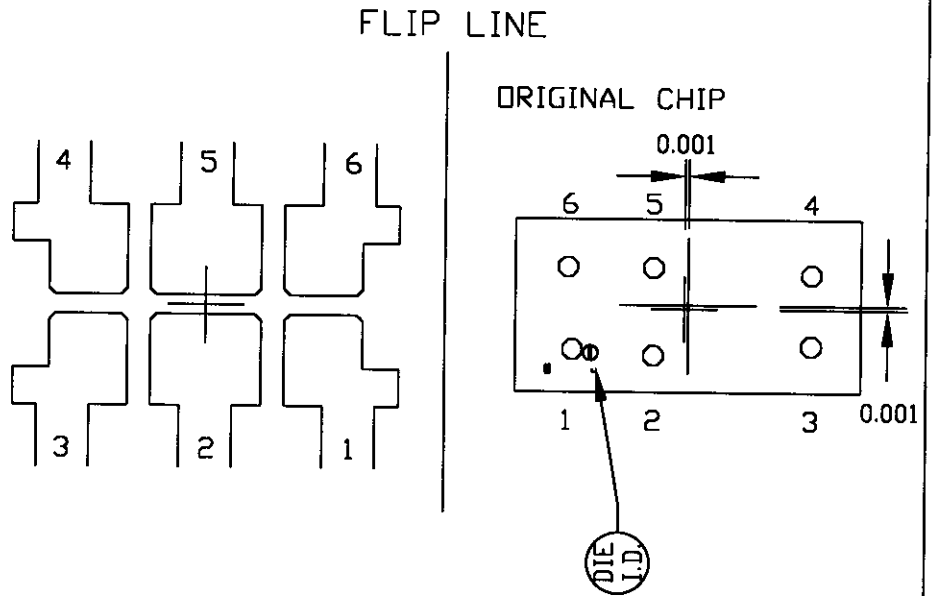 FLIP LINE
ORIGINAL CHIP
0.001
4 5 6
6 5 4
3 2 1
1 2 3
0.001
DIE
I.D.